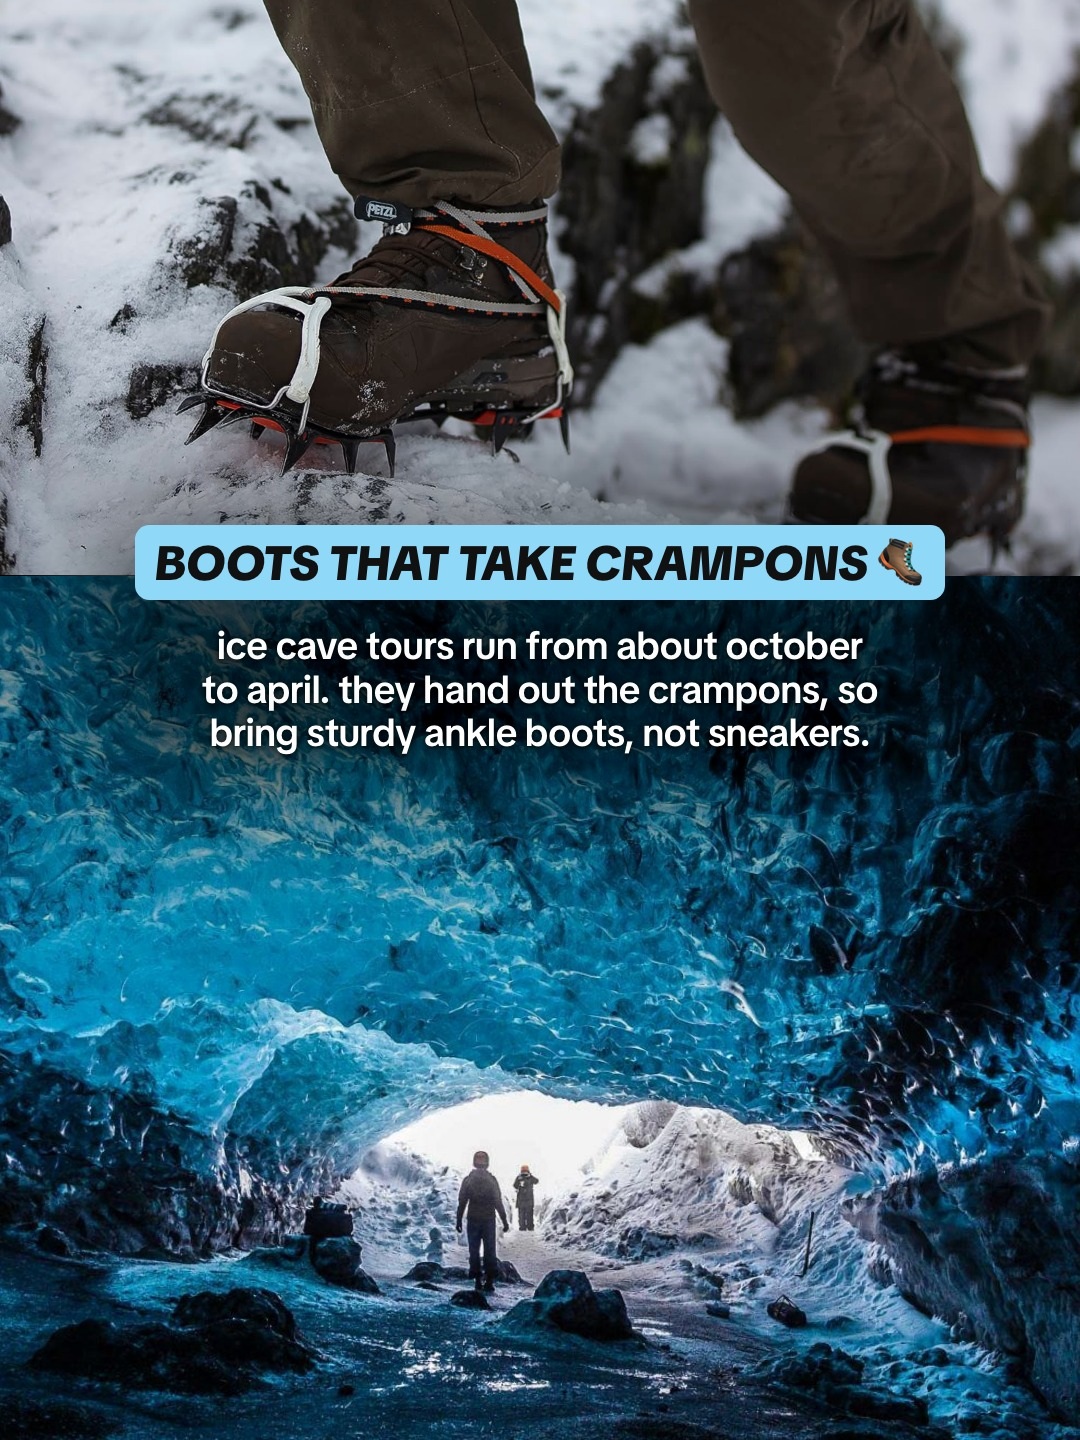 PETZL
BOOTS THAT TAKE CRAMPONS🥾
ice cave tours run from about october
to april. they hand out the crampons, so
bring sturdy ankle boots, not sneakers.